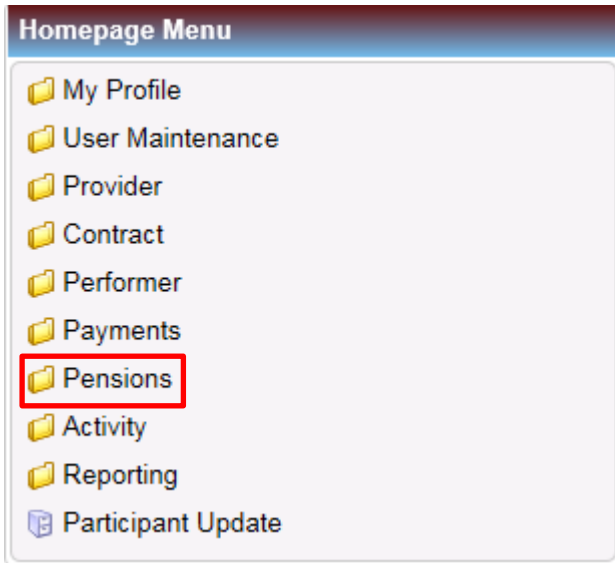 Homepage Menu
My Profile
User Maintenance
Provider
Contract
Performer
Payments
Pensions
Activity
Reporting
Participant Update